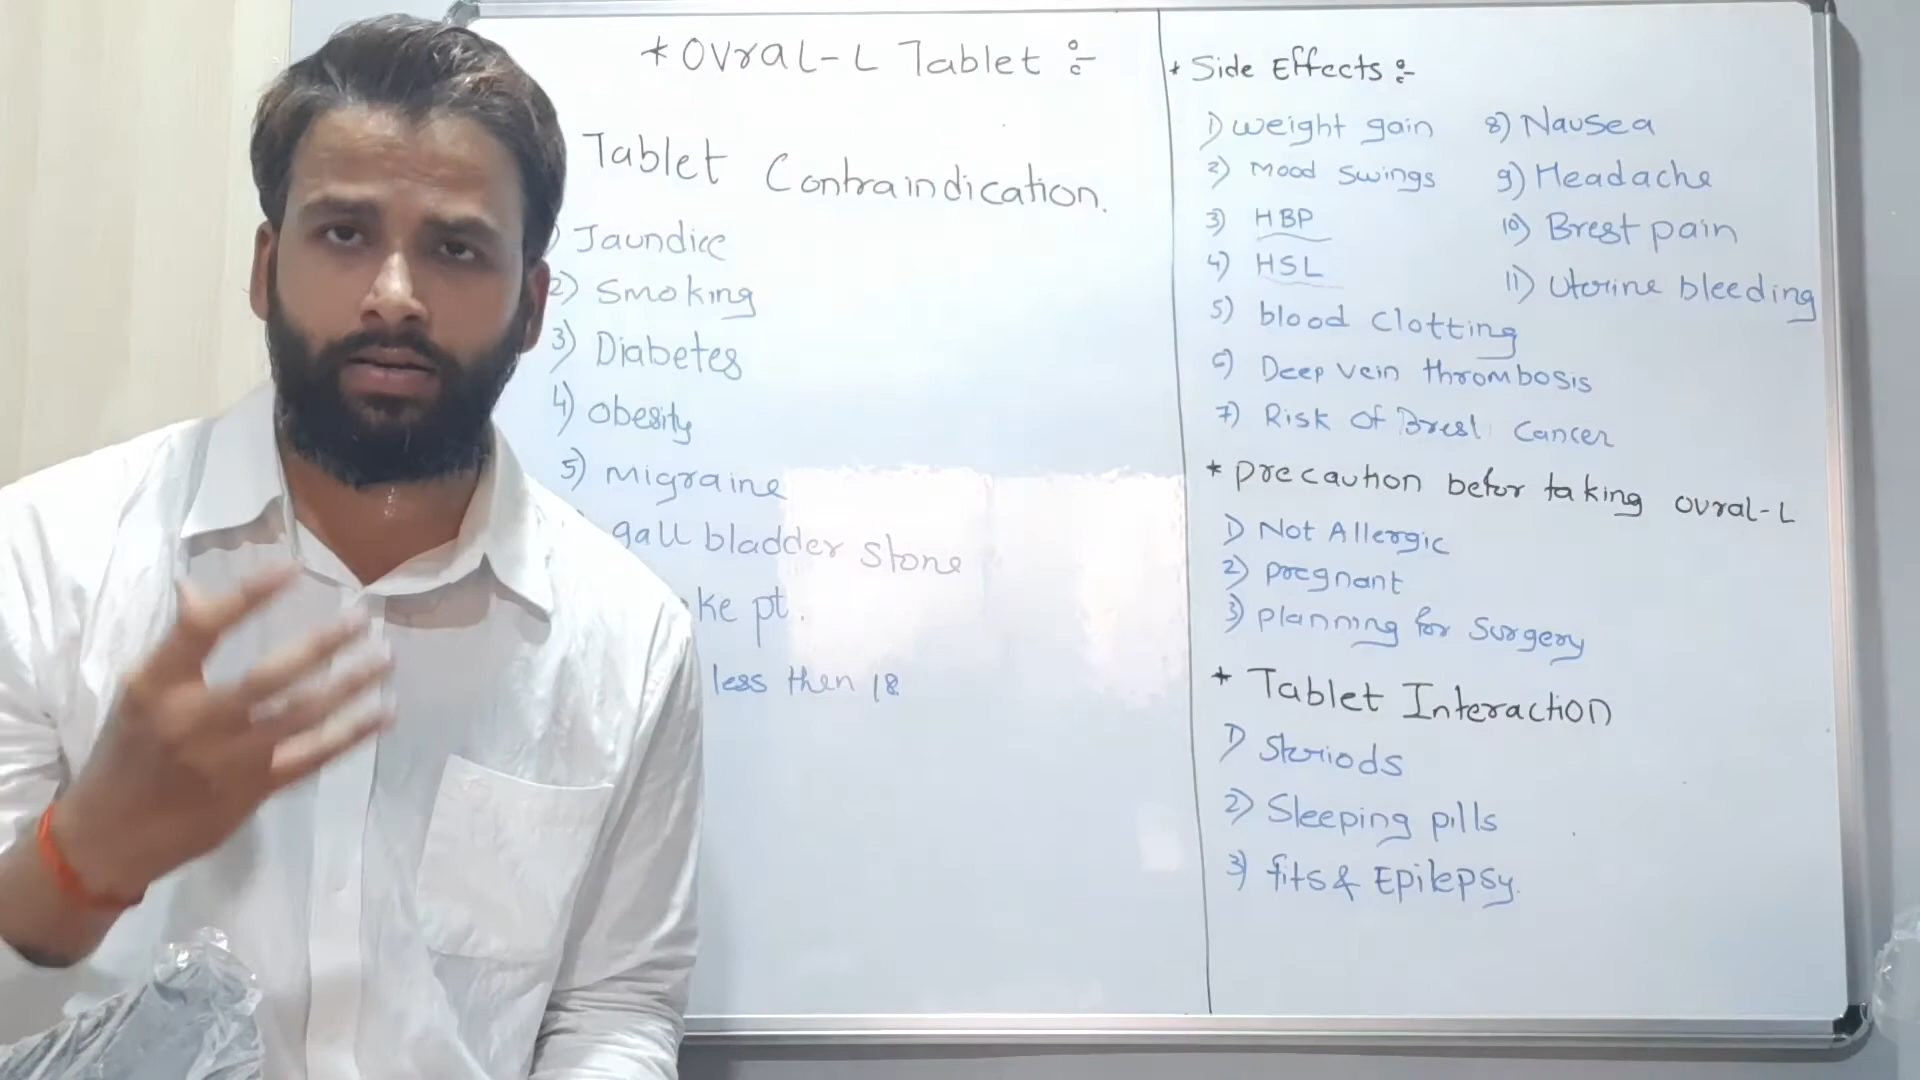 * Ovral-L Tablet :-
Tablet Contraindication.
) Jaundice
2) Smoking
3) Diabetes
4) obesity
5) migraine
gall bladder stone
ke pt.
less then 18
* Side Effects :-
1) weight gain
2) Mood Swings
3) HBP
4) HSL
5) blood Clotting
6) Deep vein thrombosis
7) Risk of Brest Cancer
8) Nausea
9) Headache
10) Brest pain
11) Uterine bleeding
* precaution befor taking ovral-L
1) Not Allergic
2) pregnant
3) planning for Surgery
* Tablet Interaction
1) Steriods
2) Sleeping pills
3) fits & Epilepsy.